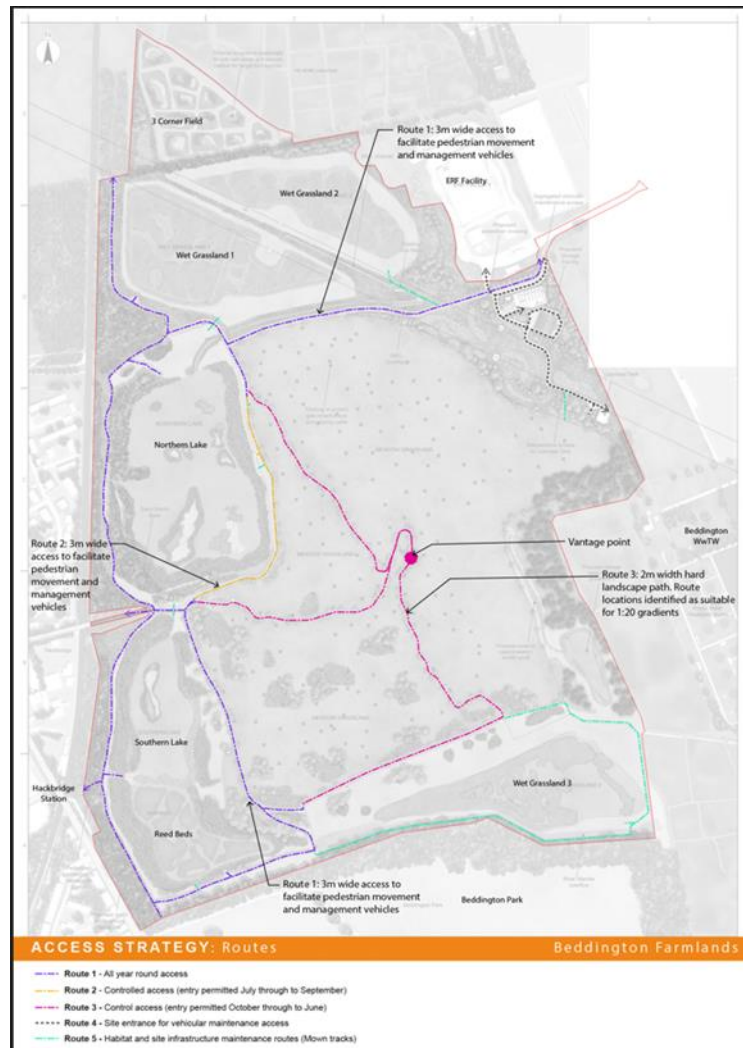 3 Corner Field
Route 1: 3m wide access to
facilitate pedestrian movement
and management vehicles
ERF Facility
Wet Grassland 2
Wet Grassland 1
Northern Lake
Route 2: 3m wide
access to facilitate
pedestrian
movement and
management
vehicles
Vantage point
Beddington
WwTW
Route 3: 2m width hard
landscape path. Route
locations identified as suitable
for 1:20 gradients
Southern Lake
Hackbridge
Station
Wet Grassland 3
Reed Beds
Route 1: 3m wide access to
facilitate pedestrian movement
and management vehicles
Beddington Park
ACCESS STRATEGY: Routes
Beddington Farmlands
Route 1 - All year round access
Route 2 - Controlled access (entry permitted July through to September)
Route 3 - Control access (entry permitted October through to June)
Route 4 - Site entrance for vehicular maintenance access
Route 5 - Habitat and site infrastructure maintenance routes (Mown tracks)